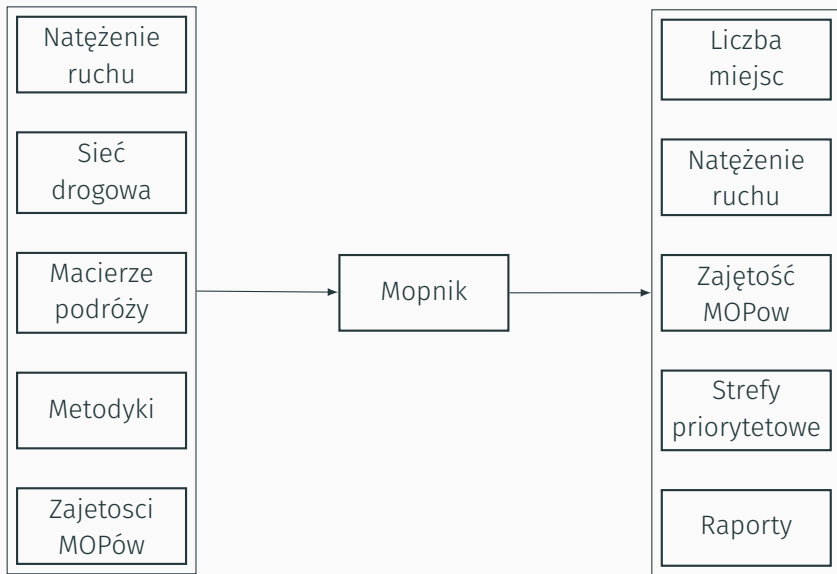 Natężenie
ruchu
Sieć
drogowa
Macierze
podróży
Metodyki
Zajetosci
MOPów
Mopnik
Liczba
miejsc
Natężenie
ruchu
Zajętość
MOPow
Strefy
priorytetowe
Raporty